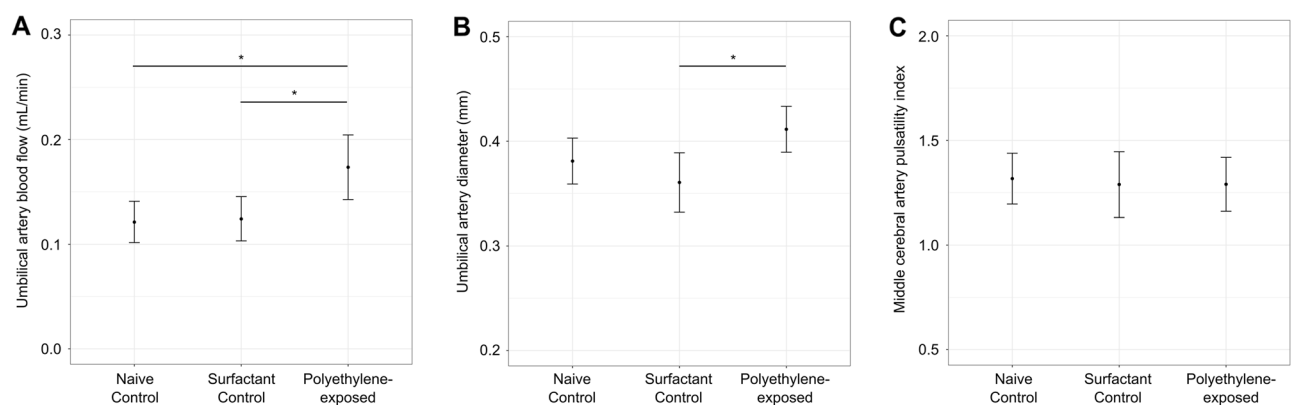 A
Umbilical artery blood flow (mL/min)
0.3
0.2
0.1
0.0
*
*
Naive
Control
Surfactant
Control
Polyethylene-
exposed
B
Umbilical artery diameter (mm)
0.5
0.4
0.3
0.2
*
Naive
Control
Surfactant
Control
Polyethylene-
exposed
C
Middle cerebral artery pulsatility index
2.0
1.5
1.0
0.5
Naive
Control
Surfactant
Control
Polyethylene-
exposed